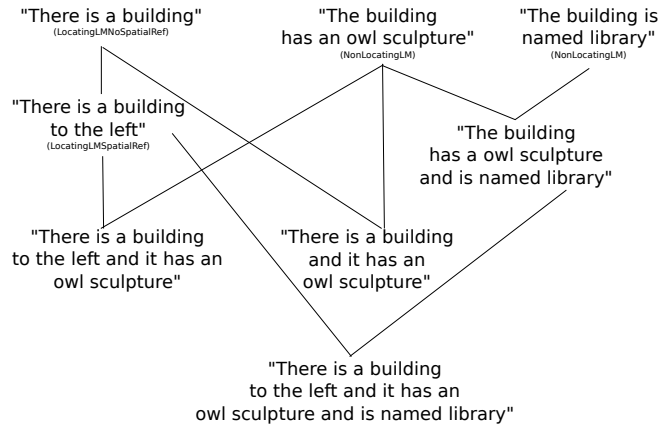 "There is a building"
(LocatingLMNoSpatialRef)
"The building
has an owl sculpture"
(NonLocatingLM)
"The building is
named library"
(NonLocatingLM)
"There is a building
to the left"
(LocatingLMSpatialRef)
"The building
has a owl sculpture
and is named library"
"There is a building
to the left and it has an
owl sculpture"
"There is a building
and it has an
owl sculpture"
"There is a building
to the left and it has an
owl sculpture and is named library"